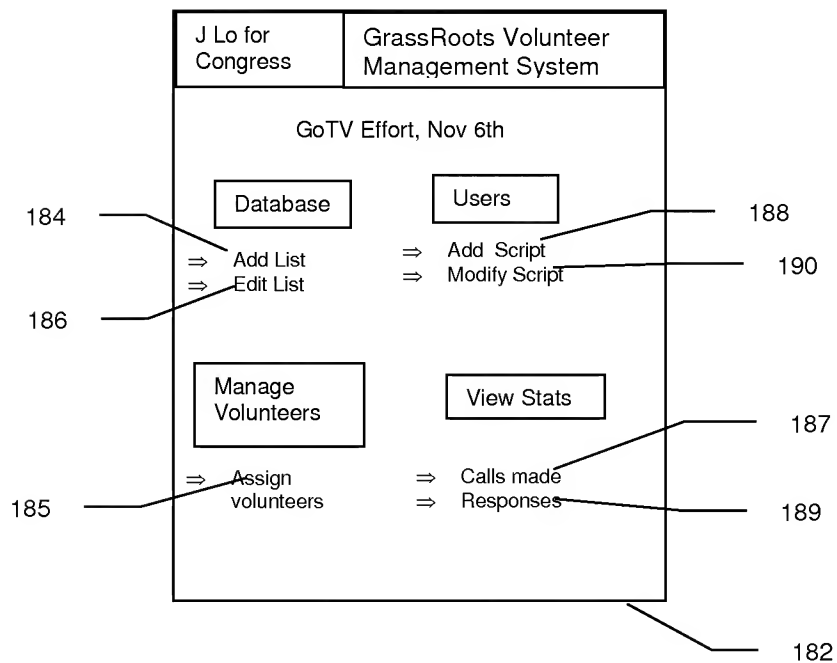 J Lo for
Congress
GrassRoots Volunteer
Management System
GoTV Effort, Nov 6th
Database
Users
184
188
⇒ Add List
⇒ Edit List
⇒ Add Script
⇒ Modify Script
190
186
Manage
Volunteers
View Stats
187
⇒ Assign
volunteers
⇒ Calls made
⇒ Responses
185
189
182